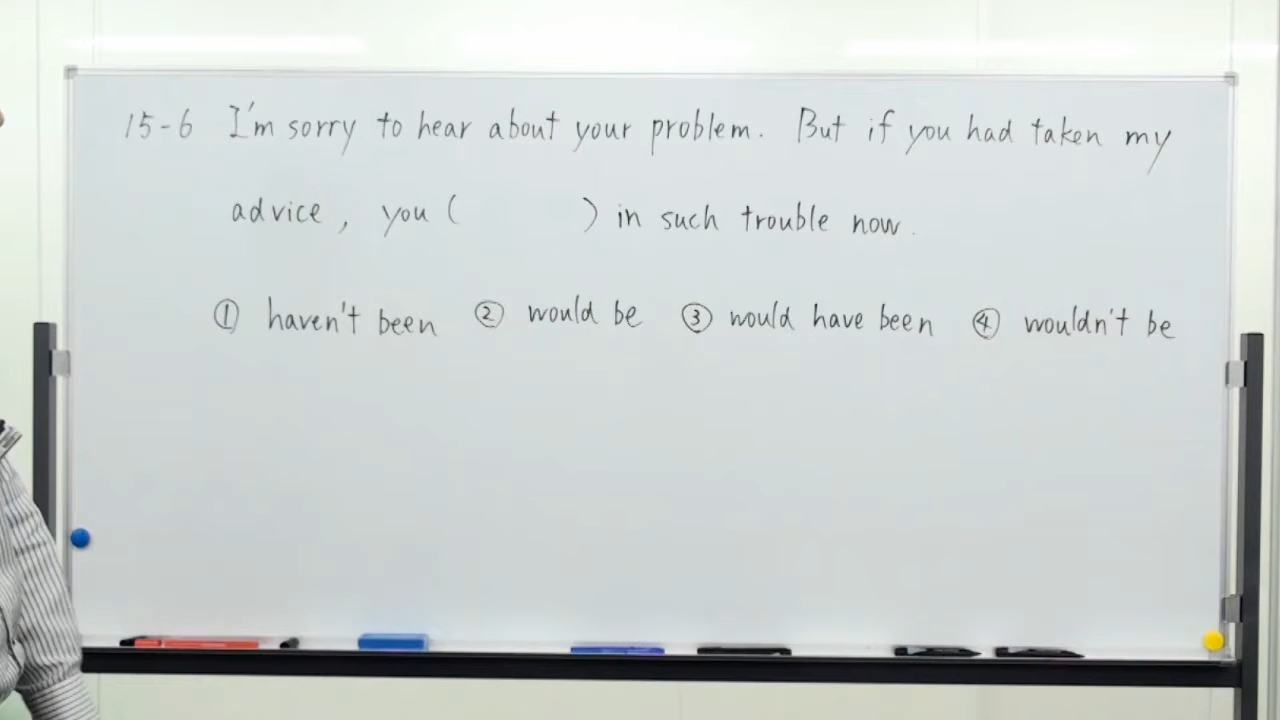 15-6 I'm sorry to hear about your problem. But if you had taken my
advice, you (          ) in such trouble now.
① haven't been ② would be ③ would have been ④ wouldn't be